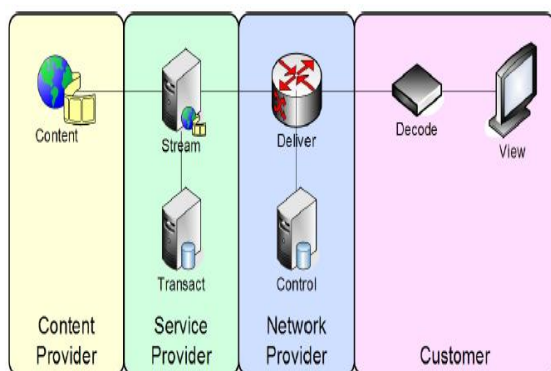 Content
Stream
Deliver
Decode
View
Transact
Control
Content
Provider
Service
Provider
Network
Provider
Customer